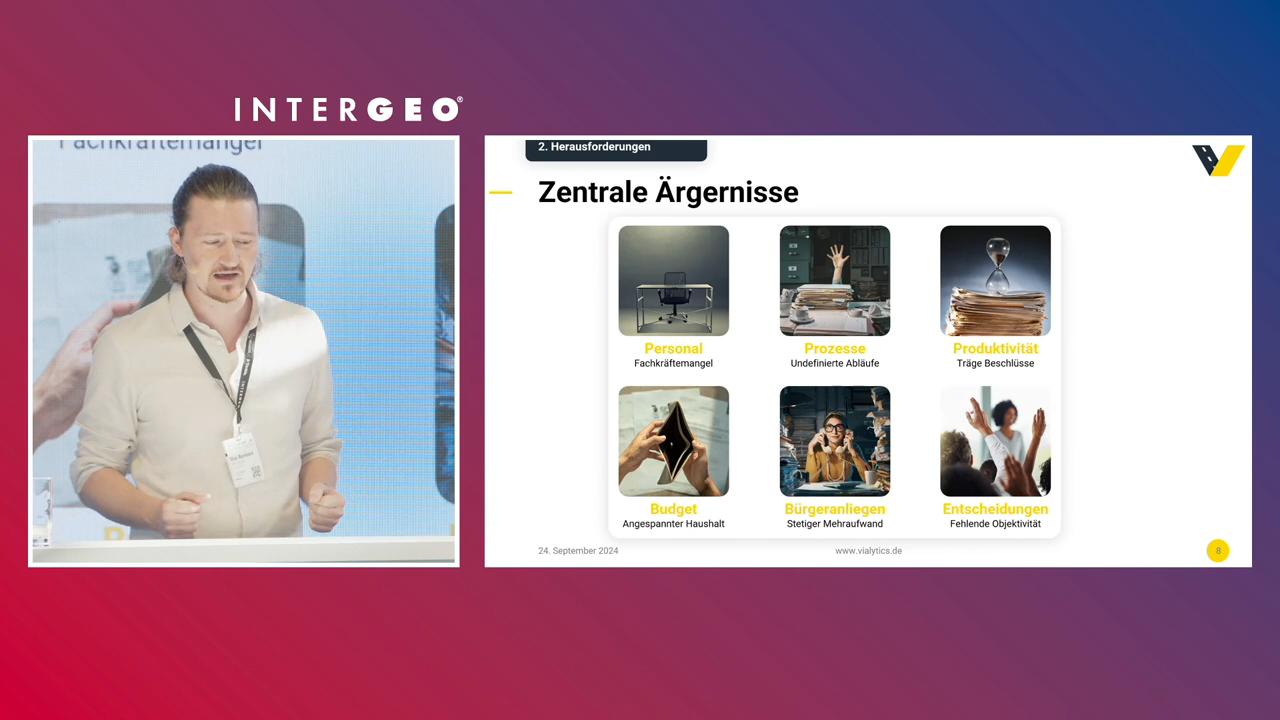 INTERGEO®
Fachkräftemangel
2. Herausforderungen
Zentrale Ärgernisse
Personal
Fachkräftemangel
Prozesse
Undefinierte Abläufe
Produktivität
Träge Beschlüsse
Budget
Angespannter Haushalt
Bürgeranliegen
Stetiger Mehraufwand
Entscheidungen
Fehlende Objektivität
24. September 2024
www.vialytics.de
8